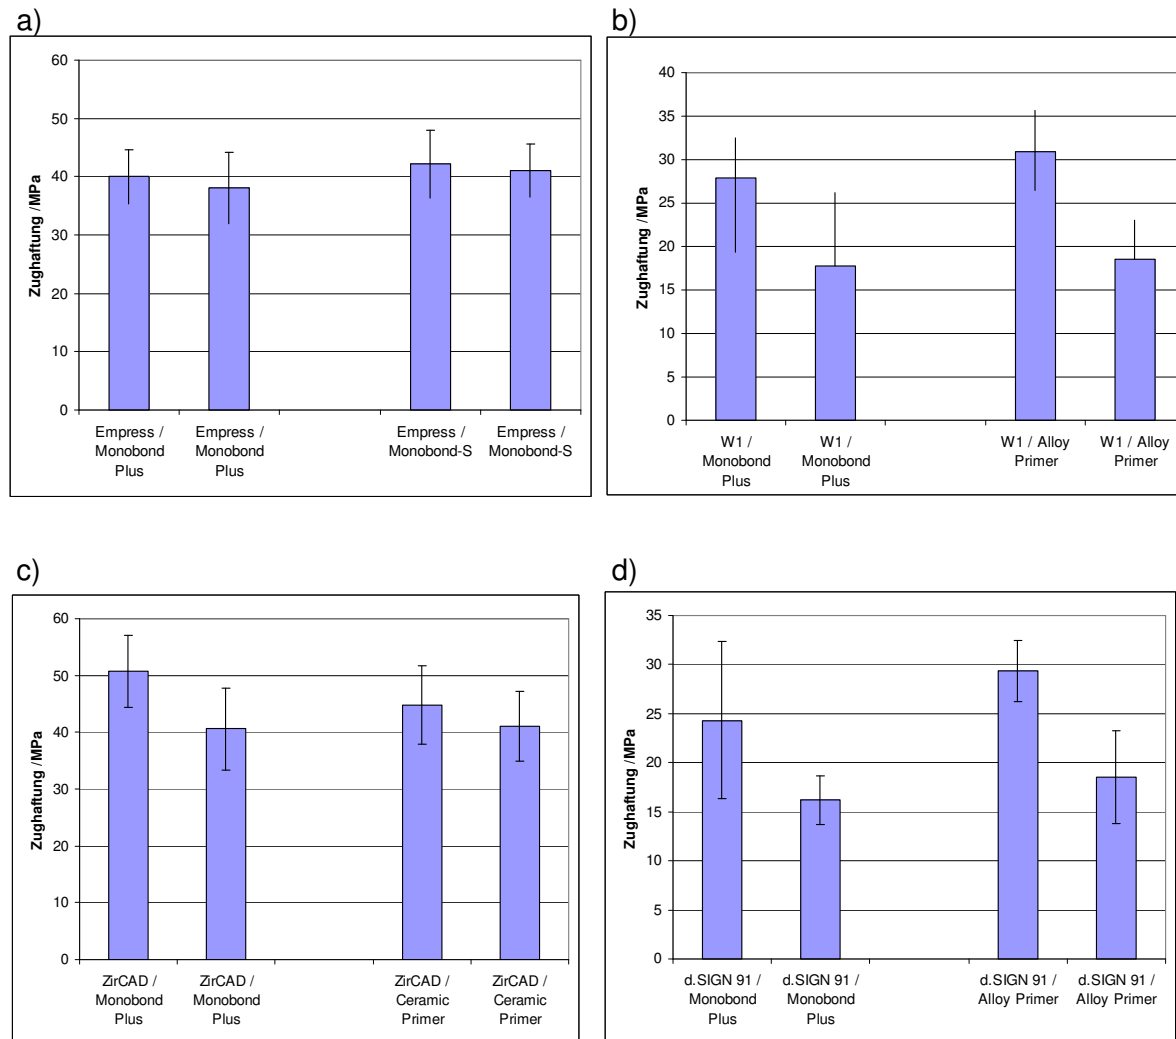 a)
60
50
40
30
20
10
0
Zughaftung /MPa
Empress /
Monobond
Plus
Empress /
Monobond
Plus
Empress /
Monobond-S
Empress /
Monobond-S
b)
40
35
30
25
20
15
10
5
0
Zughaftung /MPa
W1 /
Monobond
Plus
W1 /
Monobond
Plus
W1 / Alloy
Primer
W1 / Alloy
Primer
c)
60
50
40
30
20
10
0
Zughaftung /MPa
ZirCAD /
Monobond
Plus
ZirCAD /
Monobond
Plus
ZirCAD /
Ceramic
Primer
ZirCAD /
Ceramic
Primer
d)
35
30
25
20
15
10
5
0
Zughaftung /MPa
d.SIGN 91 /
Monobond
Plus
d.SIGN 91 /
Monobond
Plus
d.SIGN 91 /
Alloy Primer
d.SIGN 91 /
Alloy Primer